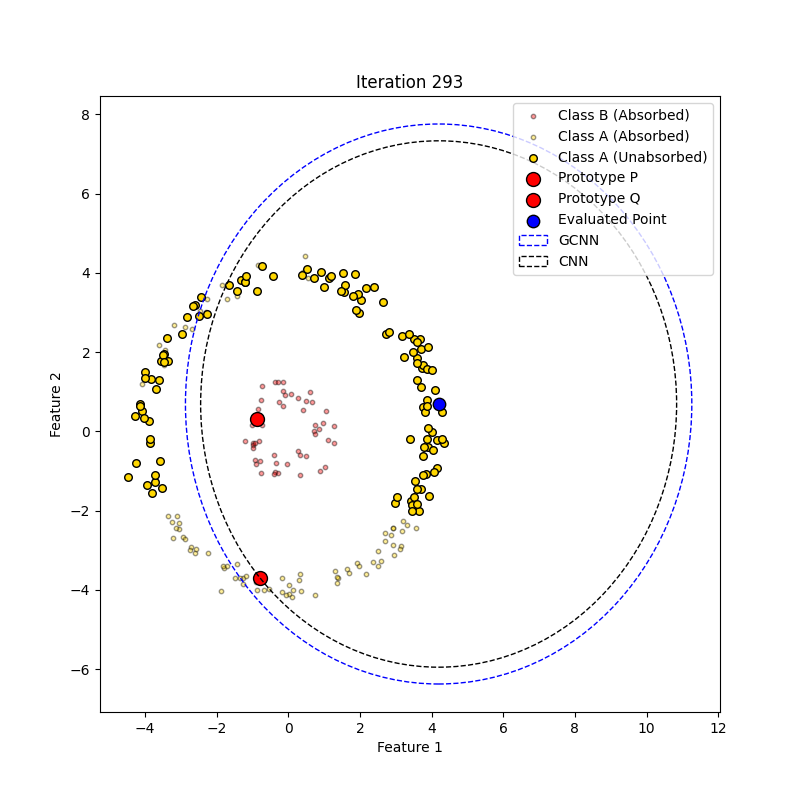 Iteration 293
Class B (Absorbed)
Class A (Absorbed)
Class A (Unabsorbed)
Prototype P
Prototype Q
Evaluated Point
GCNN
CNN
8
6
4
2
0
−2
−4
−6
Feature 2
−4
−2
0
2
4
6
8
10
12
Feature 1